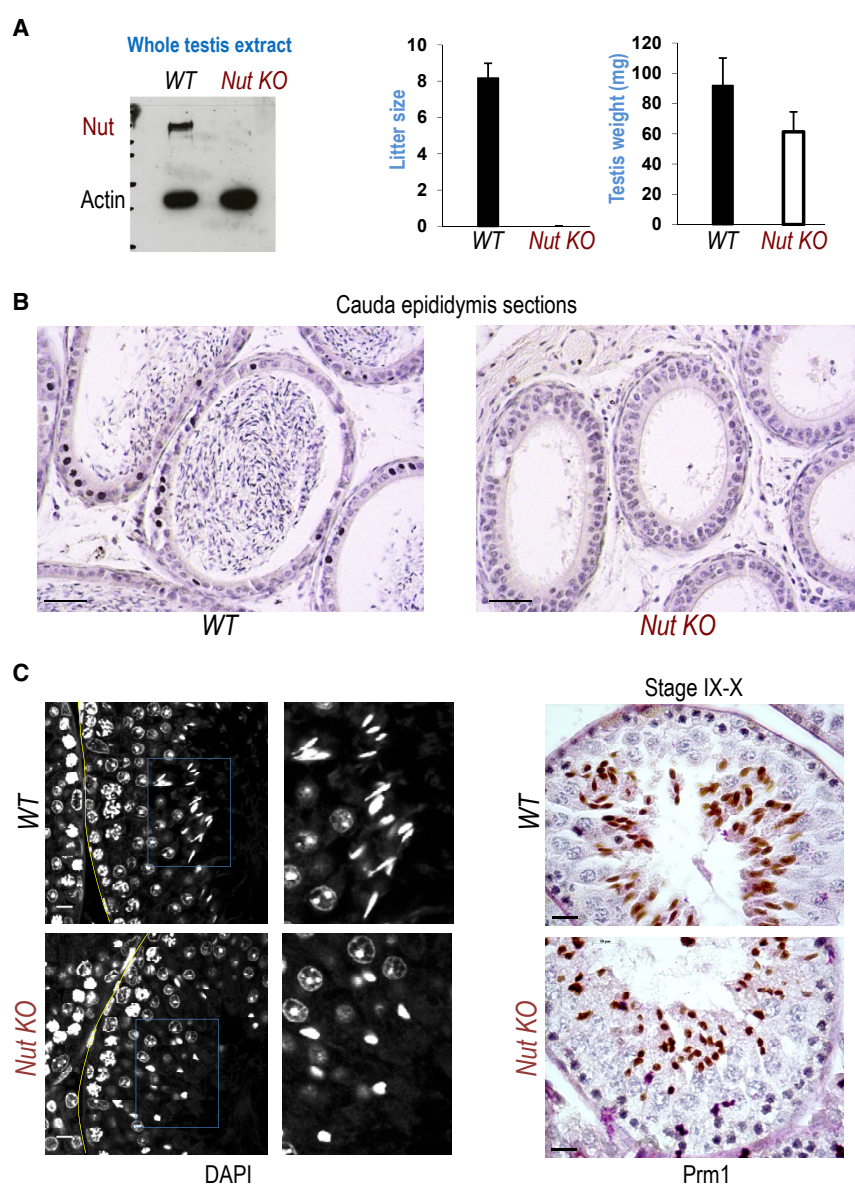 A
Whole testis extract
WT Nut KO
Nut
Actin
Litter size
10
8
6
4
2
0
WT Nut KO
Testis weight (mg)
120
100
80
60
40
20
0
WT Nut KO
B
Cauda epididymis sections
WT
Nut KO
C
Stage IX-X
WT
WT
Nut KO
Nut KO
DAPI
Prm1